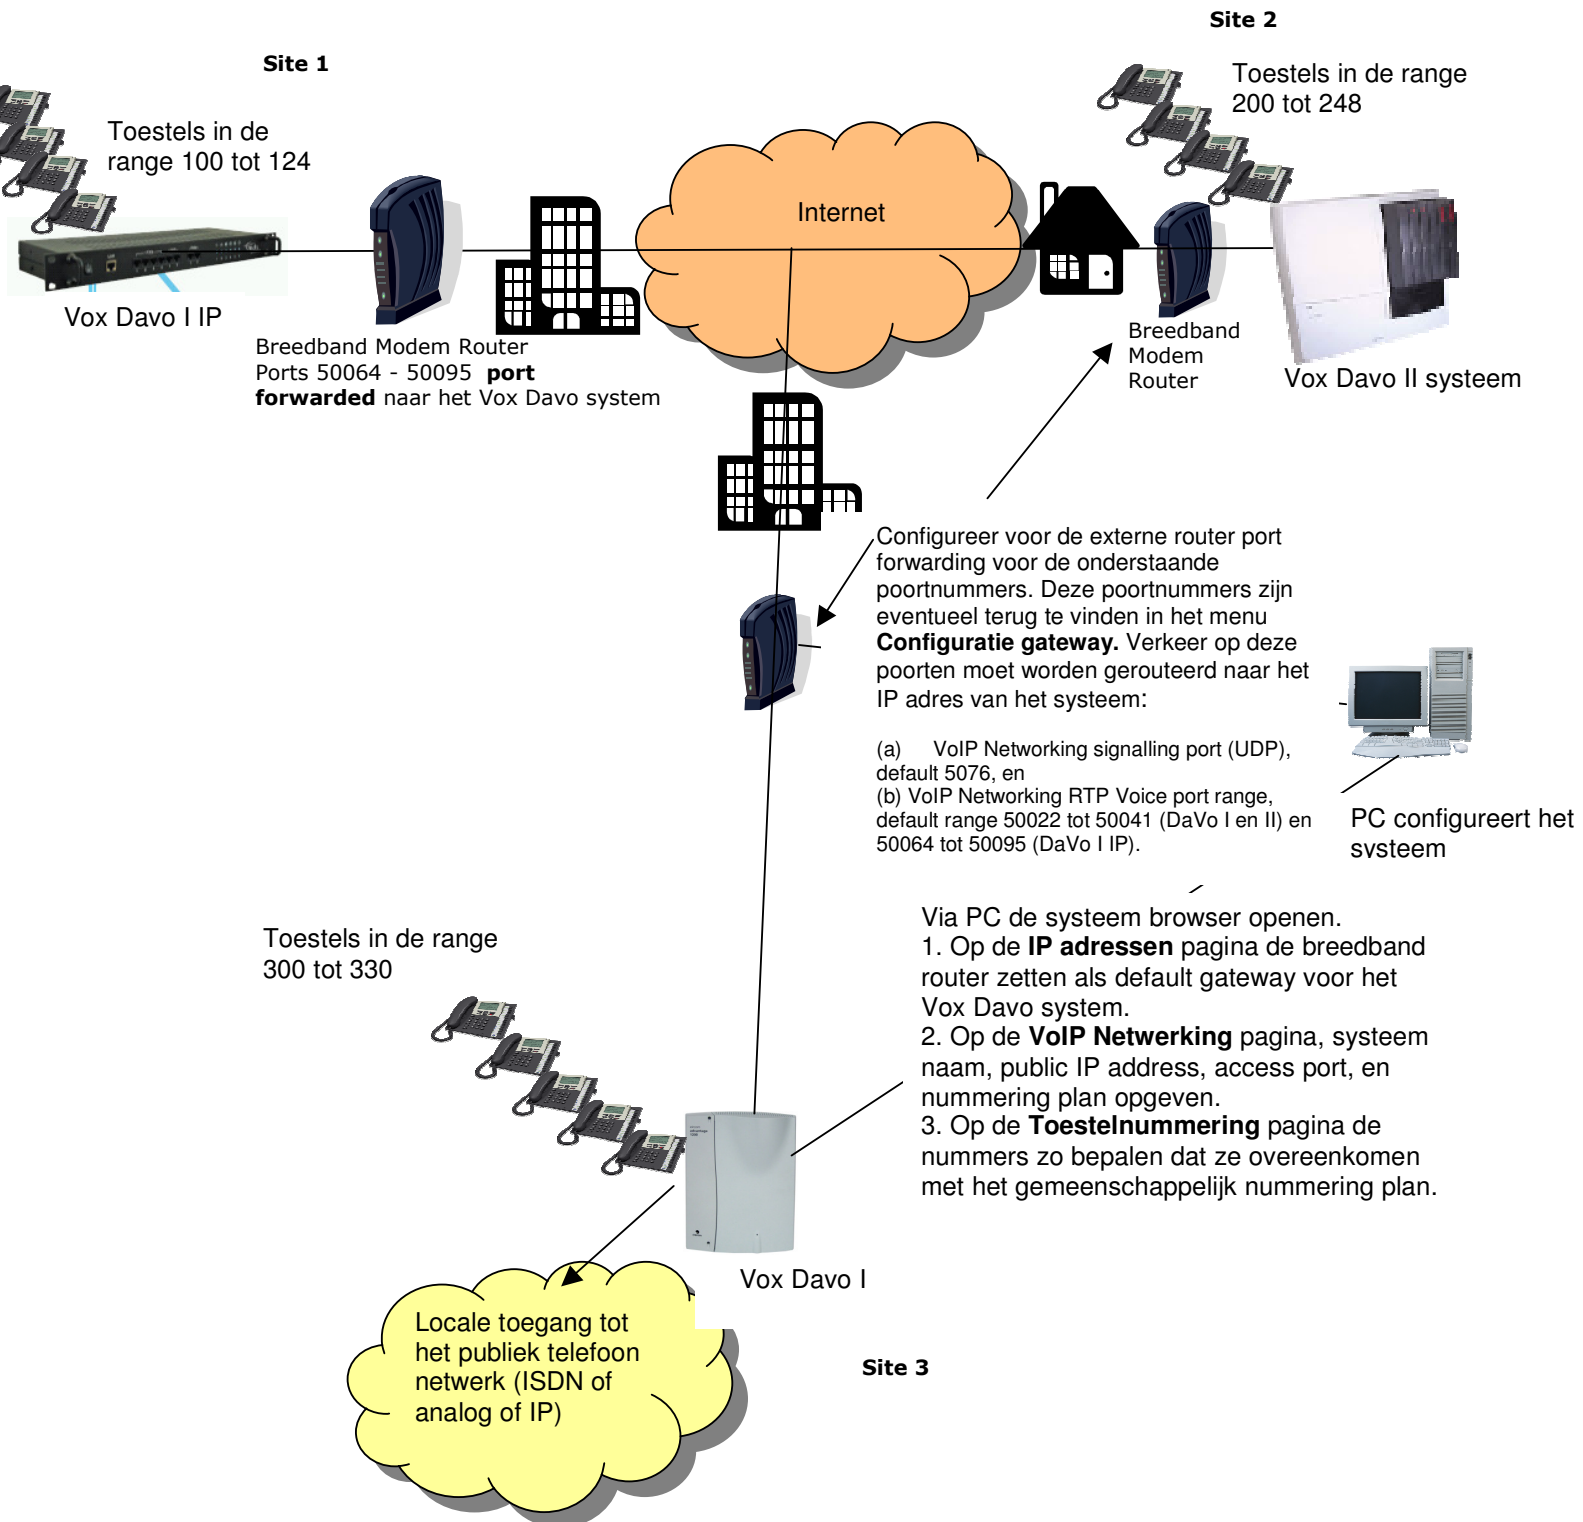 Site 2
Site 1
Toestels in de range
200 tot 248
Toestels in de
range 100 tot 124
Internet
Vox Davo I IP
Breedband Modem Router
Ports 50064 - 50095 port
forwarded naar het Vox Davo system
Breedband
Modem
Router
Vox Davo II systeem
Configureer voor de externe router port
forwarding voor de onderstaande
poortnummers. Deze poortnummers zijn
eventueel terug te vinden in het menu
Configuratie gateway. Verkeer op deze
poorten moet worden gerouteerd naar het
IP adres van het systeem:
(a) VoIP Networking signalling port (UDP),
default 5076, en
(b) VoIP Networking RTP Voice port range,
default range 50022 tot 50041 (DaVo I en II) en
50064 tot 50095 (DaVo I IP).
PC configureert het
systeem
Via PC de systeem browser openen.
1. Op de IP adressen pagina de breedband
router zetten als default gateway voor het
Vox Davo system.
2. Op de VoIP Netwerking pagina, systeem
naam, public IP address, access port, en
nummering plan opgeven.
3. Op de Toestelnummering pagina de
nummers zo bepalen dat ze overeenkomen
met het gemeenschappelijk nummering plan.
Toestels in de range
300 tot 330
Vox Davo I
Locale toegang tot
het publiek telefoon
netwerk (ISDN of
analog of IP)
Site 3